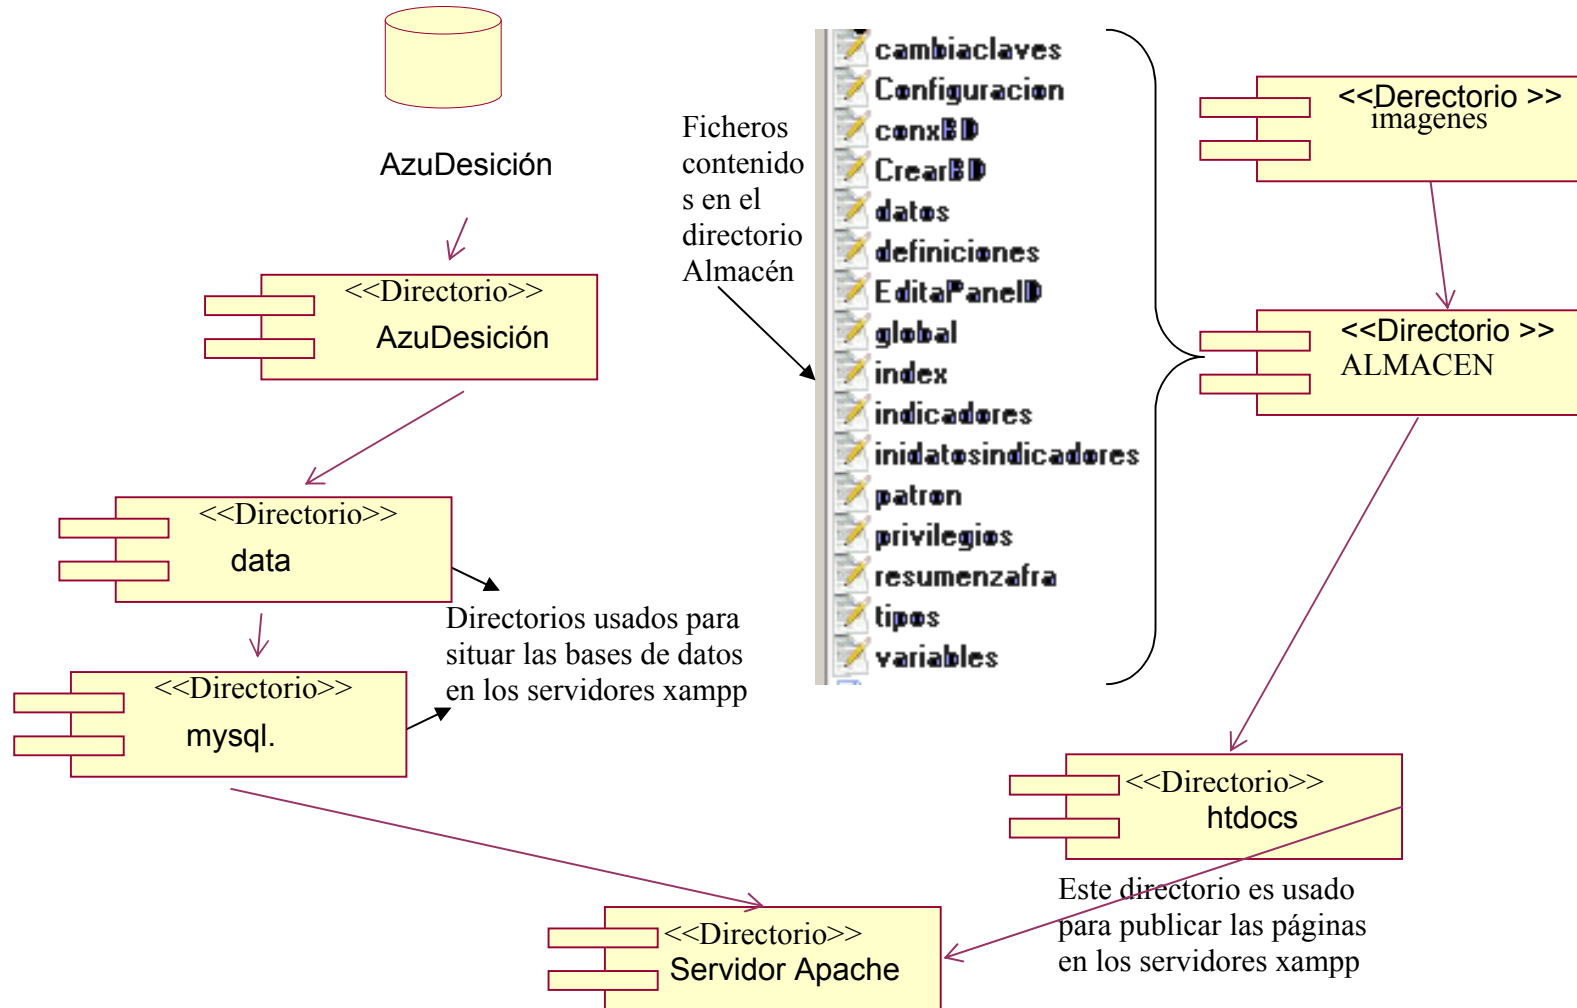 AzuDesición
<<Directorio>>
AzuDesición
<<Directorio>>
data
<<Directorio>>
mysql.
Directorios usados para
situar las bases de datos
en los servidores xampp
Ficheros
contenido
s en el
directorio
Almacén
cambiaclaves
Configuracion
conxBD
CrearBD
datos
definiciones
EditaPanelD
global
index
indicadores
inidatosindicadores
patron
privilegios
resumenzafra
tipos
variables
<<Derectorio >>
imagenes
<<Directorio >>
ALMACEN
<<Directorio>>
htdocs
Este directorio es usado
para publicar las páginas
en los servidores xampp
<<Directorio>>
Servidor Apache